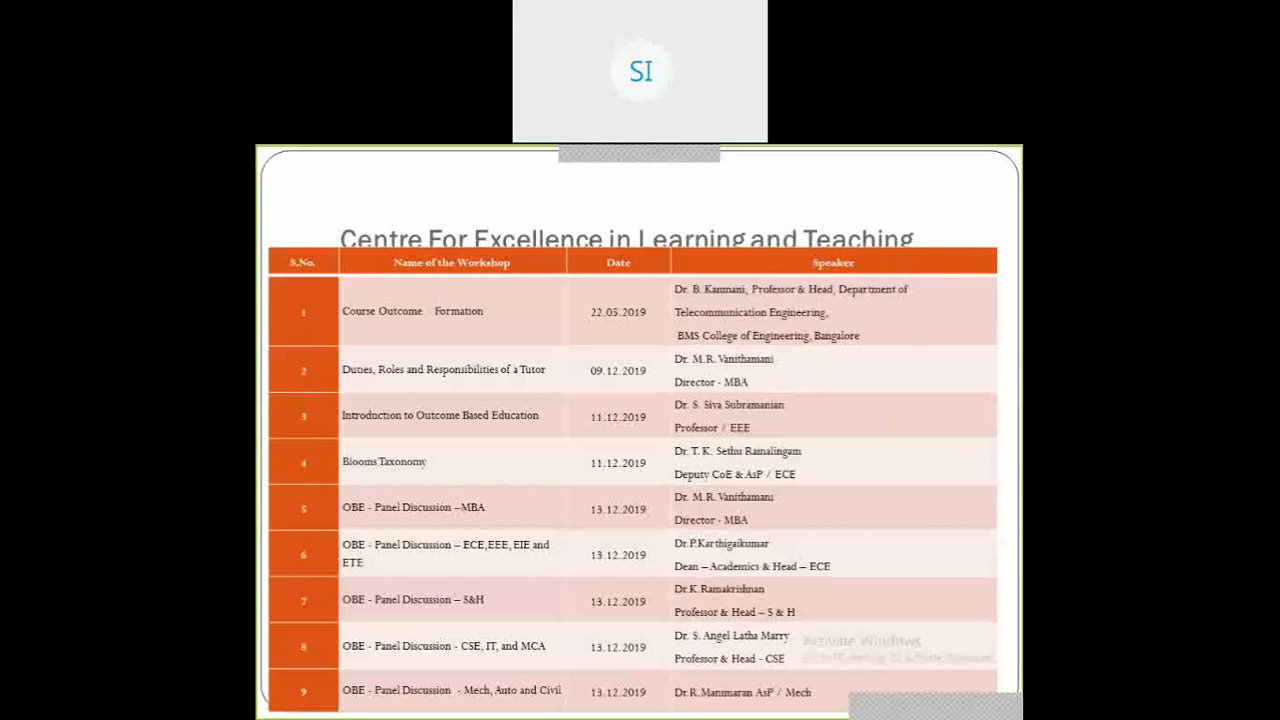 SI
Centre For Excellence in Learning and Teaching
S.No. Name of the Workshop Date Speaker
1 Course Outcome Formation 22.05.2019 Dr. B. Kanmani, Professor & Head, Department of
Telecommunication Engineering,
BMS College of Engineering, Bangalore
2 Duties, Roles and Responsibilities of a Tutor 09.12.2019 Dr. M.R. Vanithamani
Director - MBA
3 Introduction to Outcome Based Education 11.12.2019 Dr. S. Siva Subramanian
Professor / EEE
4 Blooms Taxonomy 11.12.2019 Dr. T. K. Sethu Ramalingam
Deputy CoE & AsP / ECE
5 OBE - Panel Discussion –MBA 13.12.2019 Dr. M.R. Vanithamani
Director - MBA
6 OBE - Panel Discussion – ECE,EEE, EIE and
ETE 13.12.2019 Dr.P.Karthigaikumar
Dean – Academics & Head – ECE
7 OBE - Panel Discussion – S&H 13.12.2019 Dr.K.Ramakrishnan
Professor & Head – S & H
8 OBE - Panel Discussion - CSE, IT, and MCA 13.12.2019 Dr. S. Angel Latha Marry
Professor & Head - CSE
Activate Windows
9 OBE - Panel Discussion - Mech, Auto and Civil 13.12.2019 Dr.R.Manimaran AsP / Mech